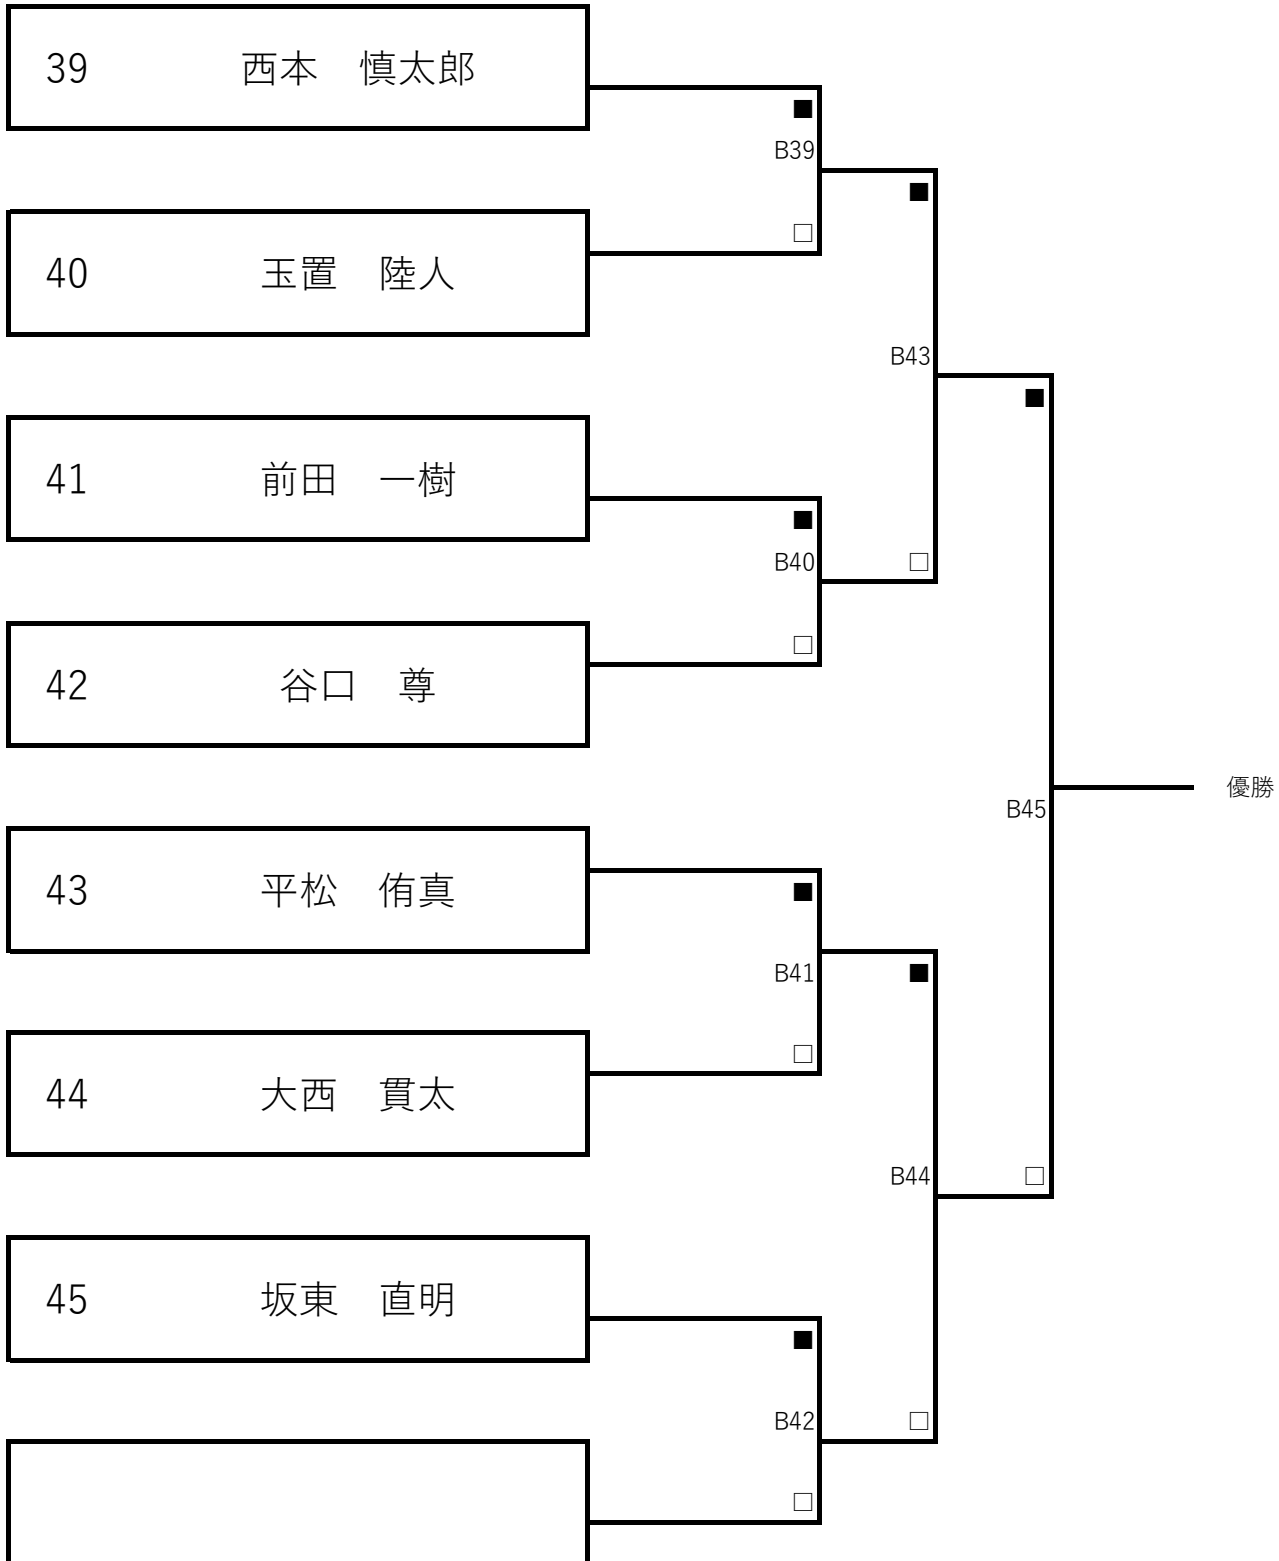 39 西本　慎太郎
■
B39
■
□
40 玉置　陸人
B43
■
41 前田　一樹
■
B40
□
□
42 谷口　尊
優勝
B45
43 平松　侑真
■
B41
■
□
44 大西　貫太
B44
□
45 坂東　直明
■
B42
□
□